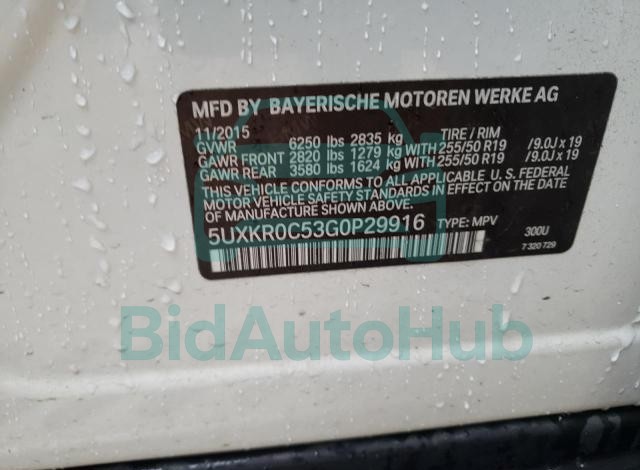 MFD BY BAYERISCHE MOTOREN WERKE AG
11/2015 TIRE / RIM
GVWR 6250 lbs 2835 kg
GAWR FRONT 2820 lbs 1279 kg WITH 255/50 R19 /9.0J x 19
GAWR REAR 3580 lbs 1624 kg WITH 255/50 R19 /9.0J x 19
THIS VEHICLE CONFORMS TO ALL APPLICABLE U.S. FEDERAL
MOTOR VEHICLE SAFETY STANDARDS IN EFFECT ON THE
DATE OF MANUFACTURE SHOWN ABOVE.
5UXKR0C53G0P29916 TYPE: MPV 300U
7 320 729
BidAutoHub